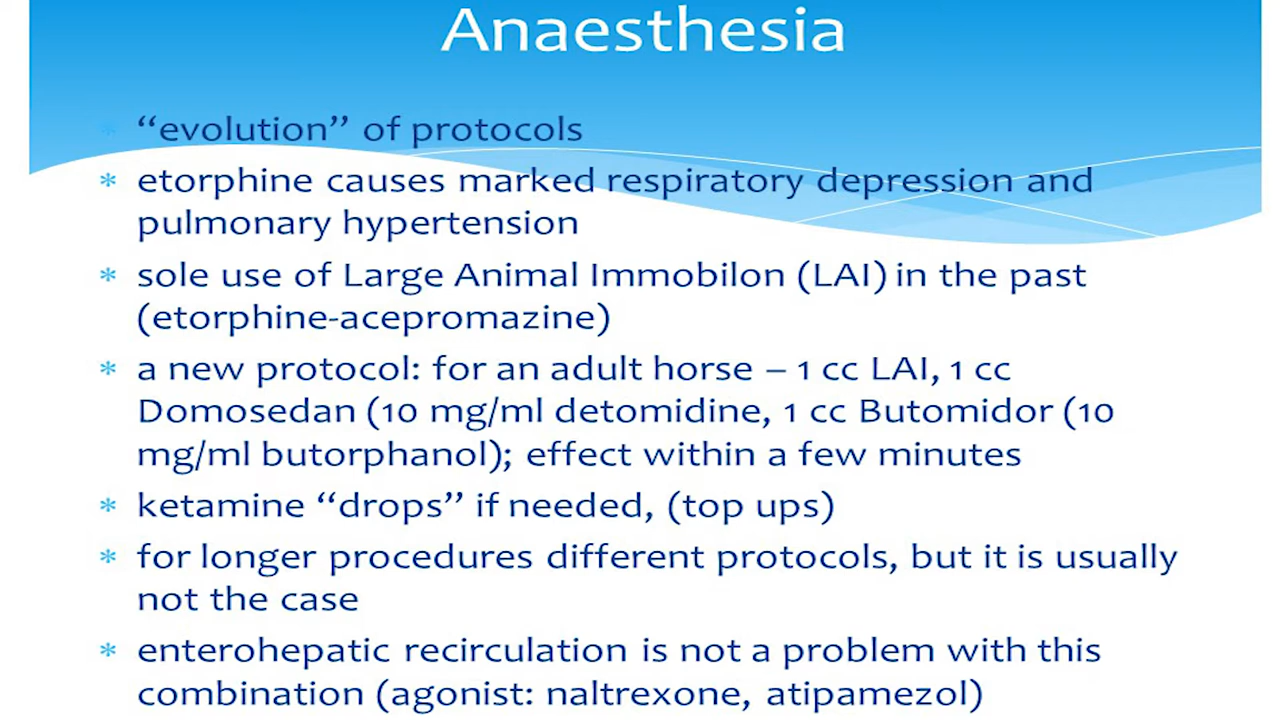 Anaesthesia
* “evolution” of protocols
* etorphine causes marked respiratory depression and
pulmonary hypertension
* sole use of Large Animal Immobilon (LAI) in the past
(etorphine-acepromazine)
* a new protocol: for an adult horse – 1 cc LAI, 1 cc
Domosedan (10 mg/ml detomidine, 1 cc Butomidor (10
mg/ml butorphanol); effect within a few minutes
* ketamine “drops” if needed, (top ups)
* for longer procedures different protocols, but it is usually
not the case
* enterohepatic recirculation is not a problem with this
combination (agonist: naltrexone, atipamezol)